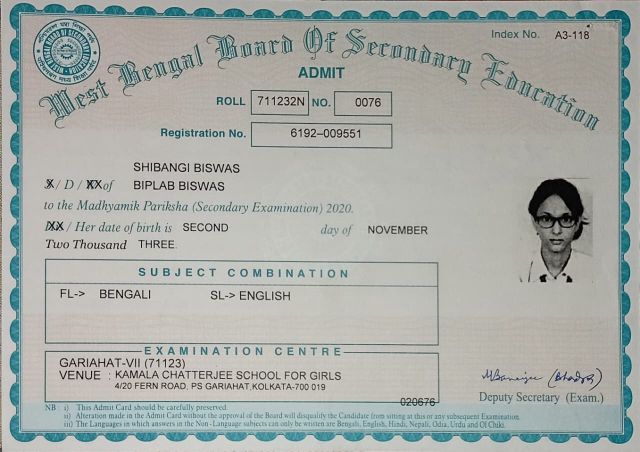 Index No. A3-118
West Bengal Board Of Secondary Education
ADMIT
ROLL 711232N NO. 0076
Registration No. 6192-009551
SHIBANGI BISWAS
/ D / of BIPLAB BISWAS
to the Madhyamik Pariksha (Secondary Examination) 2020.
/ Her date of birth is SECOND day of NOVEMBER
Two Thousand THREE.
SUBJECT COMBINATION
FL-> BENGALI SL-> ENGLISH
EXAMINATION CENTRE
GARIAHAT-VII (71123)
VENUE : KAMALA CHATTERJEE SCHOOL FOR GIRLS
4/20 FERN ROAD, PS GARIAHAT,KOLKATA-700 019
020676
Deputy Secretary (Exam.)
NB : i) This Admit Card should be carefully preserved.
ii) Alteration made in the Admit Card without the approval of the Board will disqualify the Candidate from sitting at this or any subsequent Examination.
iii) The Languages in which answers in the Non-Language subjects can only be written are Bengali, English, Hindi, Nepali, Odia, Urdu and Ol Chiki.